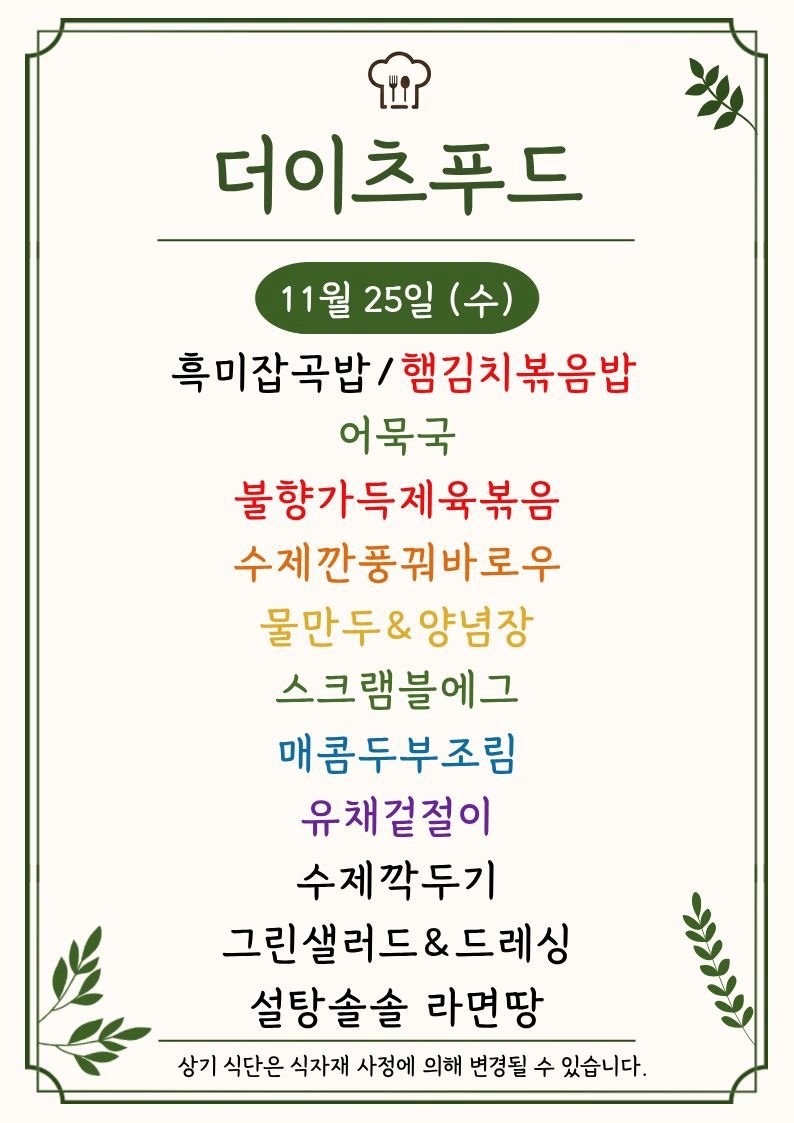 더이츠푸드
11월 25일 (수)
흑미잡곡밥/햄김치볶음밥
어묵국
불향가득제육볶음
수제깐풍꿔바로우
물만두&양념장
스크램블에그
매콤두부조림
유채겉절이
수제깍두기
그린샐러드&드레싱
설탕솔솔 라면땅
상기 식단은 식자재 사정에 의해 변경될 수 있습니다.